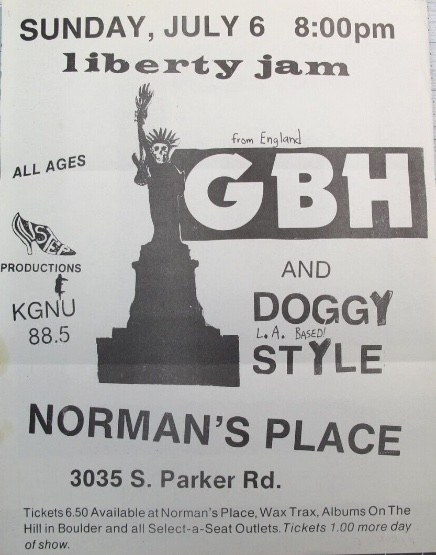 SUNDAY, JULY 6 8:00pm
liberty jam
from England
ALL AGES
GBH
PRODUCTIONS
&
KGNU
88.5
AND
DOGGY
L.A. BASED!
STYLE
NORMAN'S PLACE
3035 S. Parker Rd.
Tickets 6.50 Available at Norman's Place, Wax Trax, Albums On The
Hill in Boulder and all Select-a-Seat Outlets. Tickets 1.00 more day
of show.